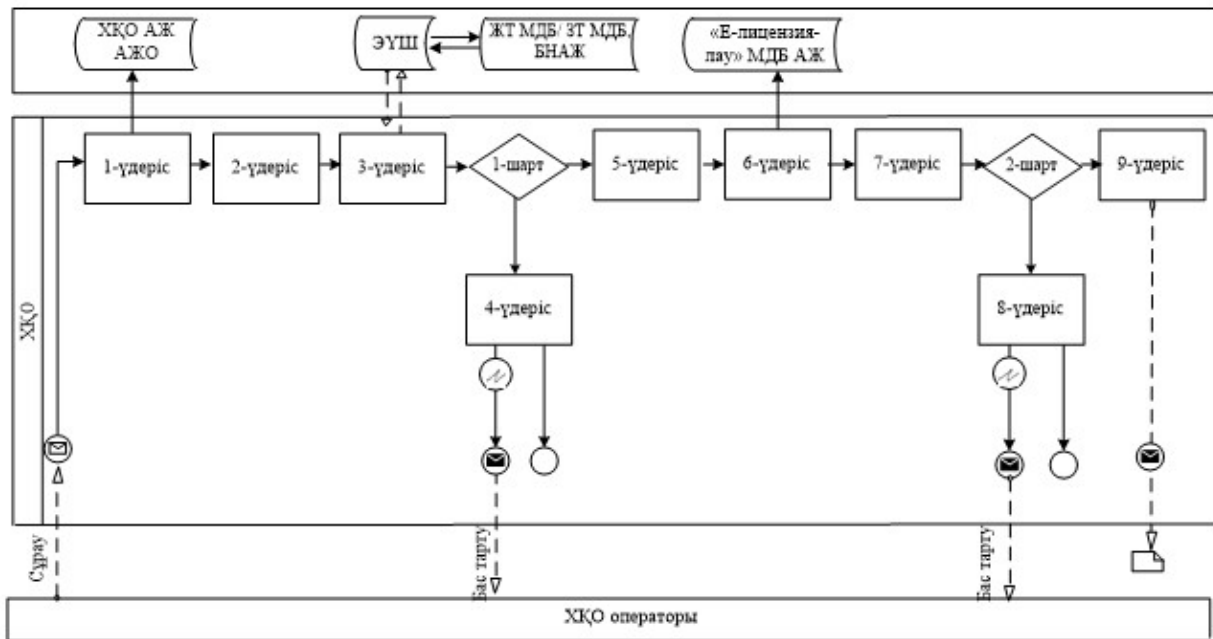 ХҚО АЖ
АЖО
ЭҮШ
ЖТ МДБ/ ЗТ МДБ,
БНАЖ
«Е-лицензия-
лау» МДБ АЖ
ХҚО
1-үдеріс
2-үдеріс
3-үдеріс
1-шарт
5-үдеріс
6-үдеріс
7-үдеріс
2-шарт
9-үдеріс
4-үдеріс
8-үдеріс
Сұрау
Бас тарту
Бас тарту
ХҚО операторы